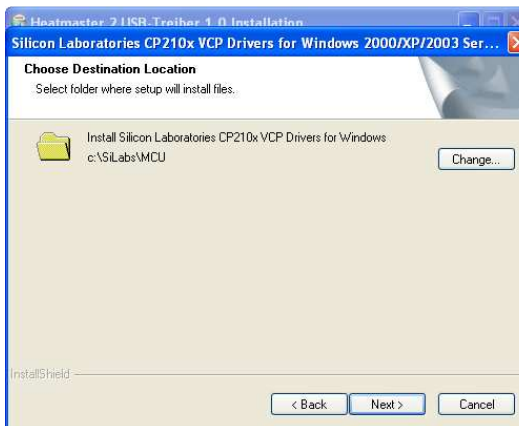 Heatmaster 2 USB-Treiber 1.0 Installation
Silicon Laboratories CP210x VCP Drivers for Windows 2000/XP/2003 Ser...
Choose Destination Location
Select folder where setup will install files.
Install Silicon Laboratories CP210x VCP Drivers for Windows
c:\SiLabs\MCU
Change...
InstallShield
< Back
Next >
Cancel